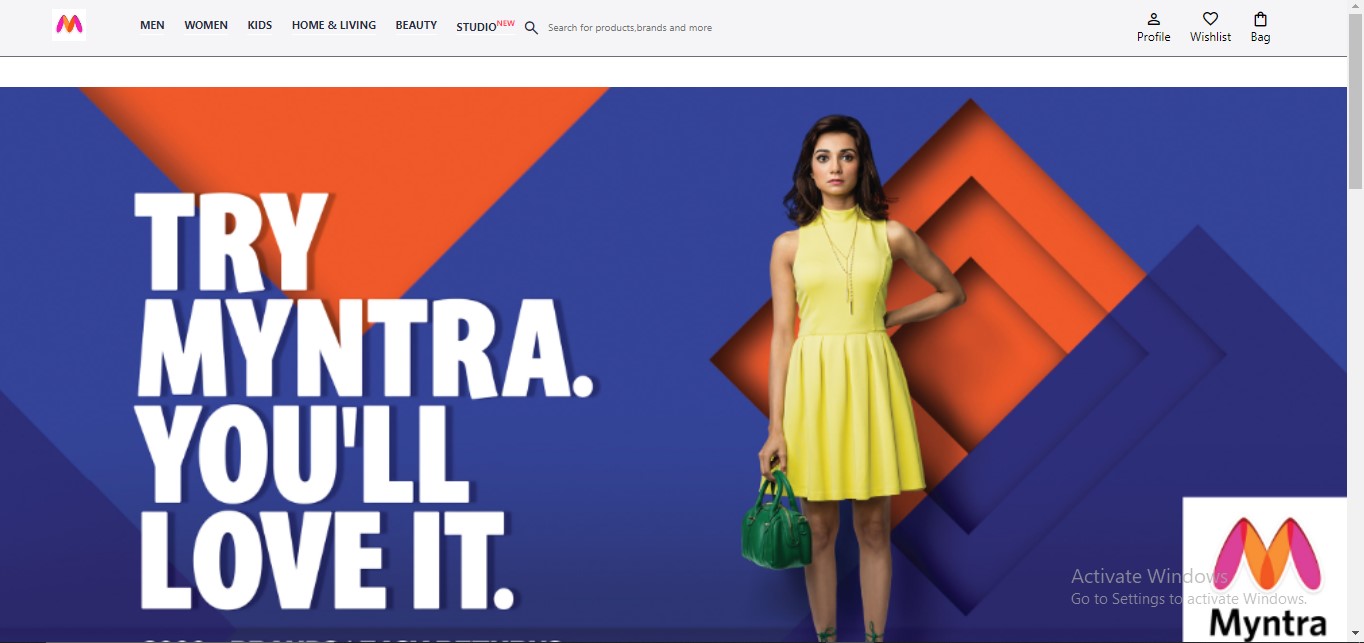 MEN WOMEN KIDS HOME & LIVING BEAUTY STUDIO NEW Search for products,brands and more
Profile Wishlist Bag
TRY
MYNTRA.
YOU'LL
LOVE IT.
Activate Windows
Go to Settings to activate Windows.
Myntra